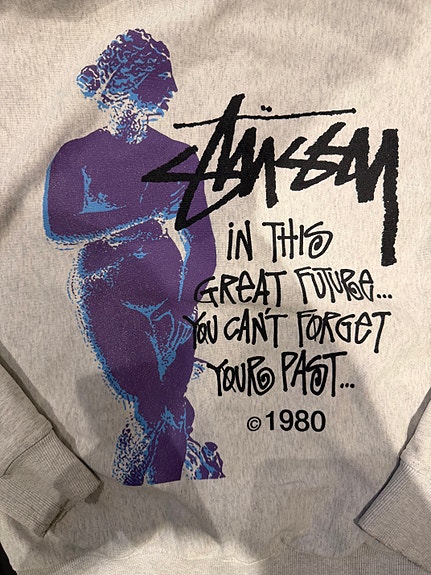 Stüssy
IN THIS
GREAT FUTURE...
YOU CAN'T FORGET
YOUR PAST...
© 1980